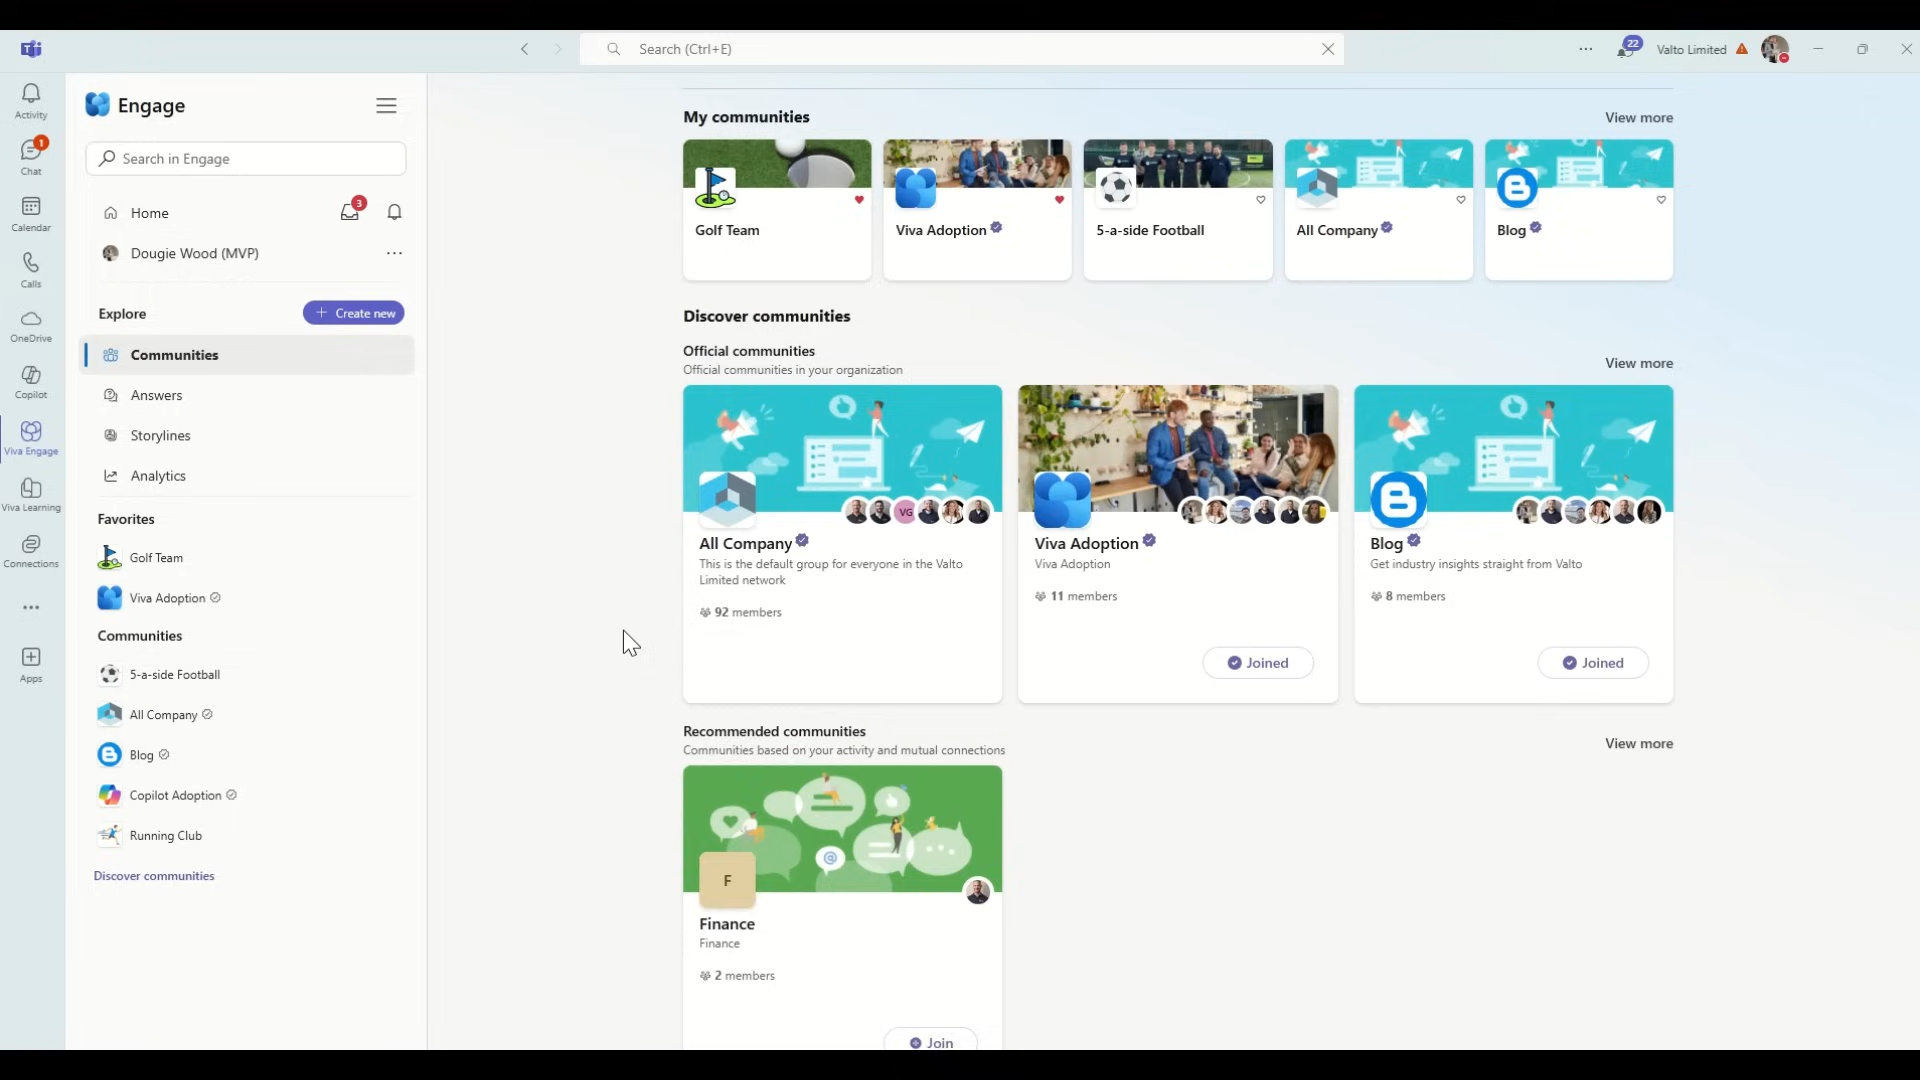 Search (Ctrl+E)
22
Valto Limited
Activity
1
Chat
Calendar
Calls
OneDrive
Copilot
Viva Engage
Viva Learning
Connections
Apps
Engage
Search in Engage
Home
3
Dougie Wood (MVP)
Explore
Create new
Communities
Answers
Storylines
Analytics
Favorites
Golf Team
Viva Adoption
Communities
5-a-side Football
All Company
Blog
Copilot Adoption
Running Club
Discover communities
My communities
View more
Golf Team
Viva Adoption
5-a-side Football
All Company
B
Blog
Discover communities
Official communities
Official communities in your organization
View more
VG
All Company
This is the default group for everyone in the Valto
Limited network
92 members
Viva Adoption
Viva Adoption
11 members
Joined
B
Blog
Get industry insights straight from Valto
8 members
Joined
Recommended communities
Communities based on your activity and mutual connections
View more
F
Finance
Finance
2 members
Join